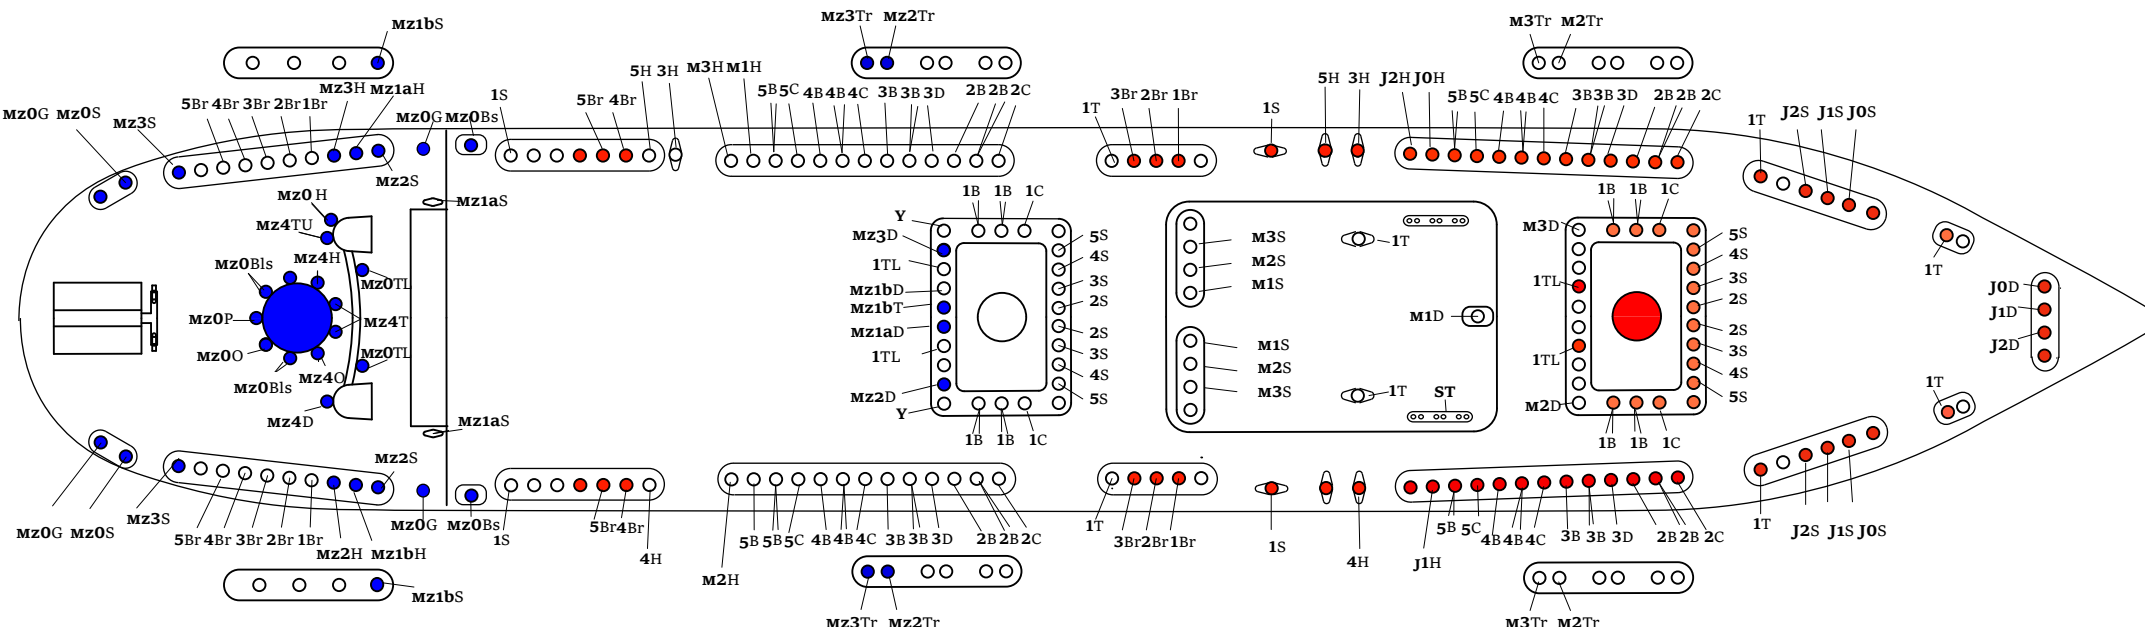 Mz1bS
Mz3Tr Mz2Tr
M3Tr M2Tr
Mz0G Mz0S
Mz3S
5Br 4Br 3Br 2Br 1Br
Mz3H Mz1aH
Mz0G Mz0Bs
1S
5Br 4Br
5H 3H
M3H M1H
5B 5C 4B 4B 4C 3B 3B 3D 2B 2B 2C
1T 3Br 2Br 1Br
1S
5H 3H
J2H J0H
5B 5C 4B 4B 4C 3B 3B 3D 2B 2B 2C
1T
J2S J1S J0S
Mz2S
Mz0H
Mz1aS
Mz4TU
Mz0Bls
Mz4H
Mz0TL
Mz0P
Mz4T
Mz0O
Mz0TL
Mz0Bls
Mz4O
Mz4D
Mz1aS
1B 1B 1C
Y
Mz3D
1TL
Mz1bD
Mz1bT
Mz1aD
1TL
Mz2D
Y
5S
4S
3S
2S
2S
3S
4S
5S
1B 1B 1C
M3S
M2S
M1S
1T
M1D
M1S
M2S
M3S
1T
ST
1B 1B 1C
M3D
1TL
1TL
M2D
5S
4S
3S
2S
2S
3S
4S
5S
1B 1B 1C
1T
J0D
J1D
J2D
1T
Mz0G Mz0S
Mz3S
5Br 4Br 3Br 2Br 1Br
Mz2H Mz1bH
Mz2S
Mz0G Mz0Bs
1S
5Br 4Br
4H
M2H
5B 5B 5C 4B 4B 4C 3B 3B 3D 2B 2B 2C
1T
3Br 2Br 1Br
1S
4H
J1H
5B 5C 4B 4B 4C 3B 3B 3D 2B 2B 2C
1T
J2S J1S J0S
Mz1bS
Mz3Tr Mz2Tr
M3Tr M2Tr